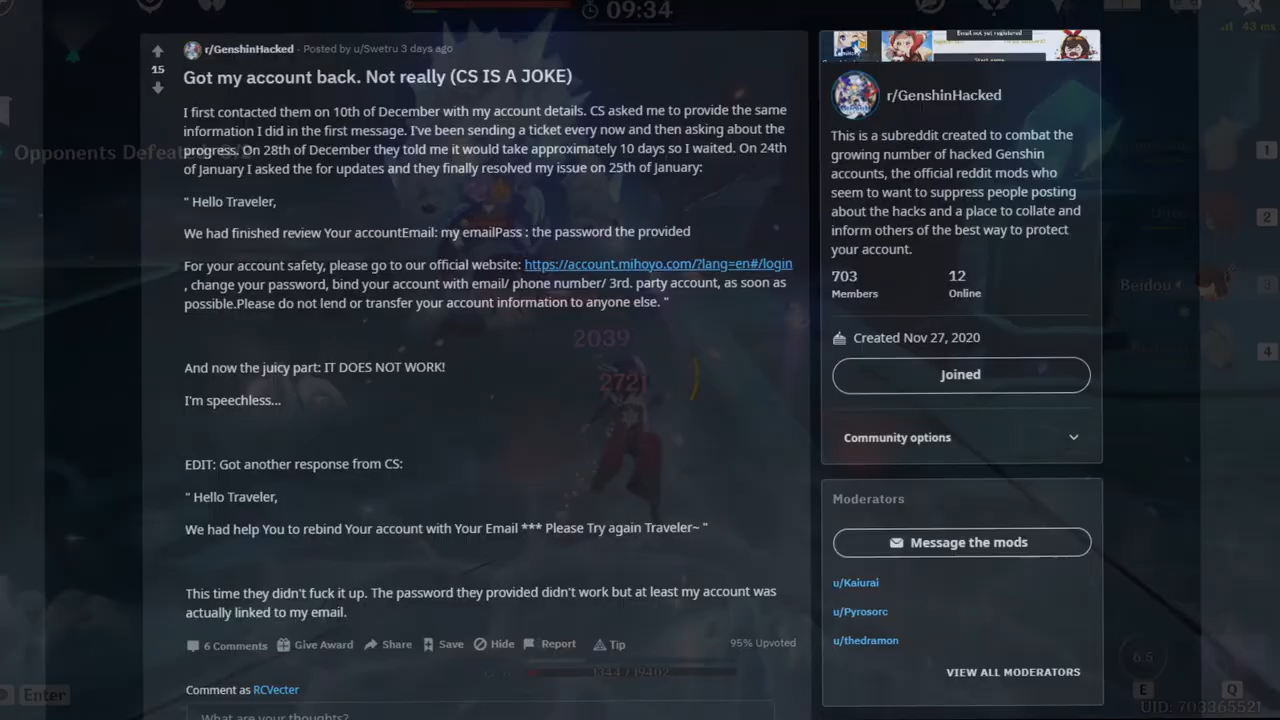 09:34
43 ms
r/GenshinHacked · Posted by u/Swetru 3 days ago
15
Got my account back. Not really (CS IS A JOKE)
I first contacted them on 10th of December with my account details. CS asked me to provide the same
information I did in the first message. I've been sending a ticket every now and then asking about the
progress. On 28th of December they told me it would take approximately 10 days so I waited. On 24th
of January I asked the for updates and they finally resolved my issue on 25th of January:
" Hello Traveler,
We had finished review Your accountEmail: my emailPass : the password the provided
For your account safety, please go to our official website: https://account.mihoyo.com/?lang=en#/login
, change your password, bind your account with email/ phone number/ 3rd. party account, as soon as
possible.Please do not lend or transfer your account information to anyone else. "
And now the juicy part: IT DOES NOT WORK!
I'm speechless...
EDIT: Got another response from CS:
" Hello Traveler,
We had help You to rebind Your account with Your Email *** Please Try again Traveler~ "
This time they didn't fuck it up. The password they provided didn't work but at least my account was
actually linked to my email.
6 Comments Give Award Share Save Hide Report Tip 95% Upvoted
Comment as RCVecter
What are your thoughts?
Opponents Defeated
2039
2721
Enter
Email not yet registered
r/GenshinHacked
This is a subreddit created to combat the
growing number of hacked Genshin
accounts, the official reddit mods who
seem to want to suppress people posting
about the hacks and a place to collate and
inform others of the best way to protect
your account.
703 12
Members Online
Created Nov 27, 2020
Joined
Community options
Moderators
Message the mods
u/Kaiurai
u/Pyrosorc
u/thedramon
VIEW ALL MODERATORS
1
2
Beidou 3
4
6.5
E Q
UID: 703365521